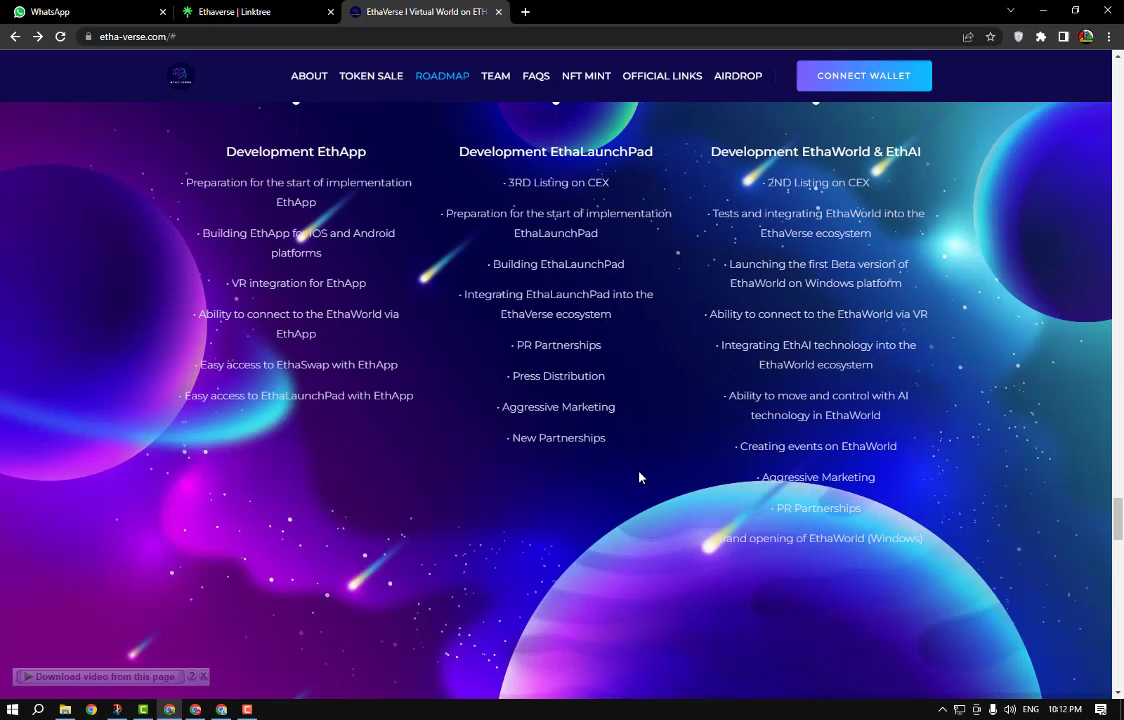 WhatsApp
Ethaverse | Linktree
EthaVerse I Virtual World on ETH
etha-verse.com/#
ABOUT
TOKEN SALE
ROADMAP
TEAM
FAQS
NFT MINT
OFFICIAL LINKS
AIRDROP
CONNECT WALLET
Development EthApp
• Preparation for the start of implementation
EthApp
• Building EthApp for IOS and Android
platforms
• VR integration for EthApp
• Ability to connect to the EthaWorld via
EthApp
• Easy access to EthaSwap with EthApp
• Easy access to EthaLaunchPad with EthApp
Development EthaLaunchPad
• 3RD Listing on CEX
• Preparation for the start of implementation
EthaLaunchPad
• Building EthaLaunchPad
• Integrating EthaLaunchPad into the
EthaVerse ecosystem
• PR Partnerships
• Press Distribution
• Aggressive Marketing
• New Partnerships
Development EthaWorld & EthAI
• 2ND Listing on CEX
• Tests and integrating EthaWorld into the
EthaVerse ecosystem
• Launching the first Beta version of
EthaWorld on Windows platform
• Ability to connect to the EthaWorld via VR
• Integrating EthAI technology into the
EthaWorld ecosystem
• Ability to move and control with AI
technology in EthaWorld
• Creating events on EthaWorld
• Aggressive Marketing
• PR Partnerships
opening of EthaWorld (Windows)
Download video from this page
?
ENG
10:12 PM